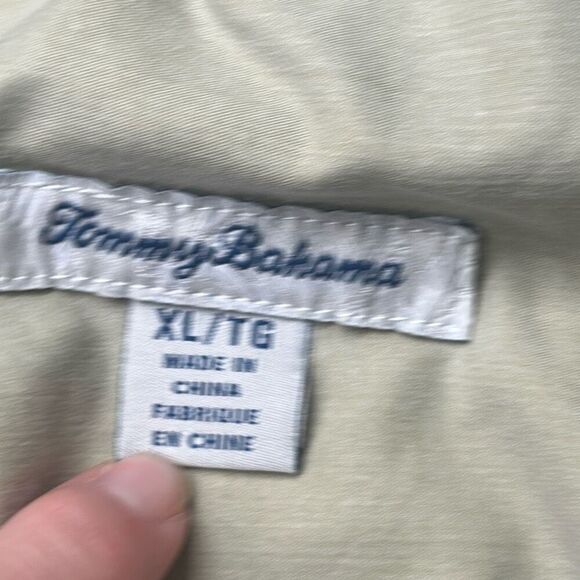 Tommy Bahama
XL/TG
MADE IN
CHINA
FABRIQUE
EN CHINE